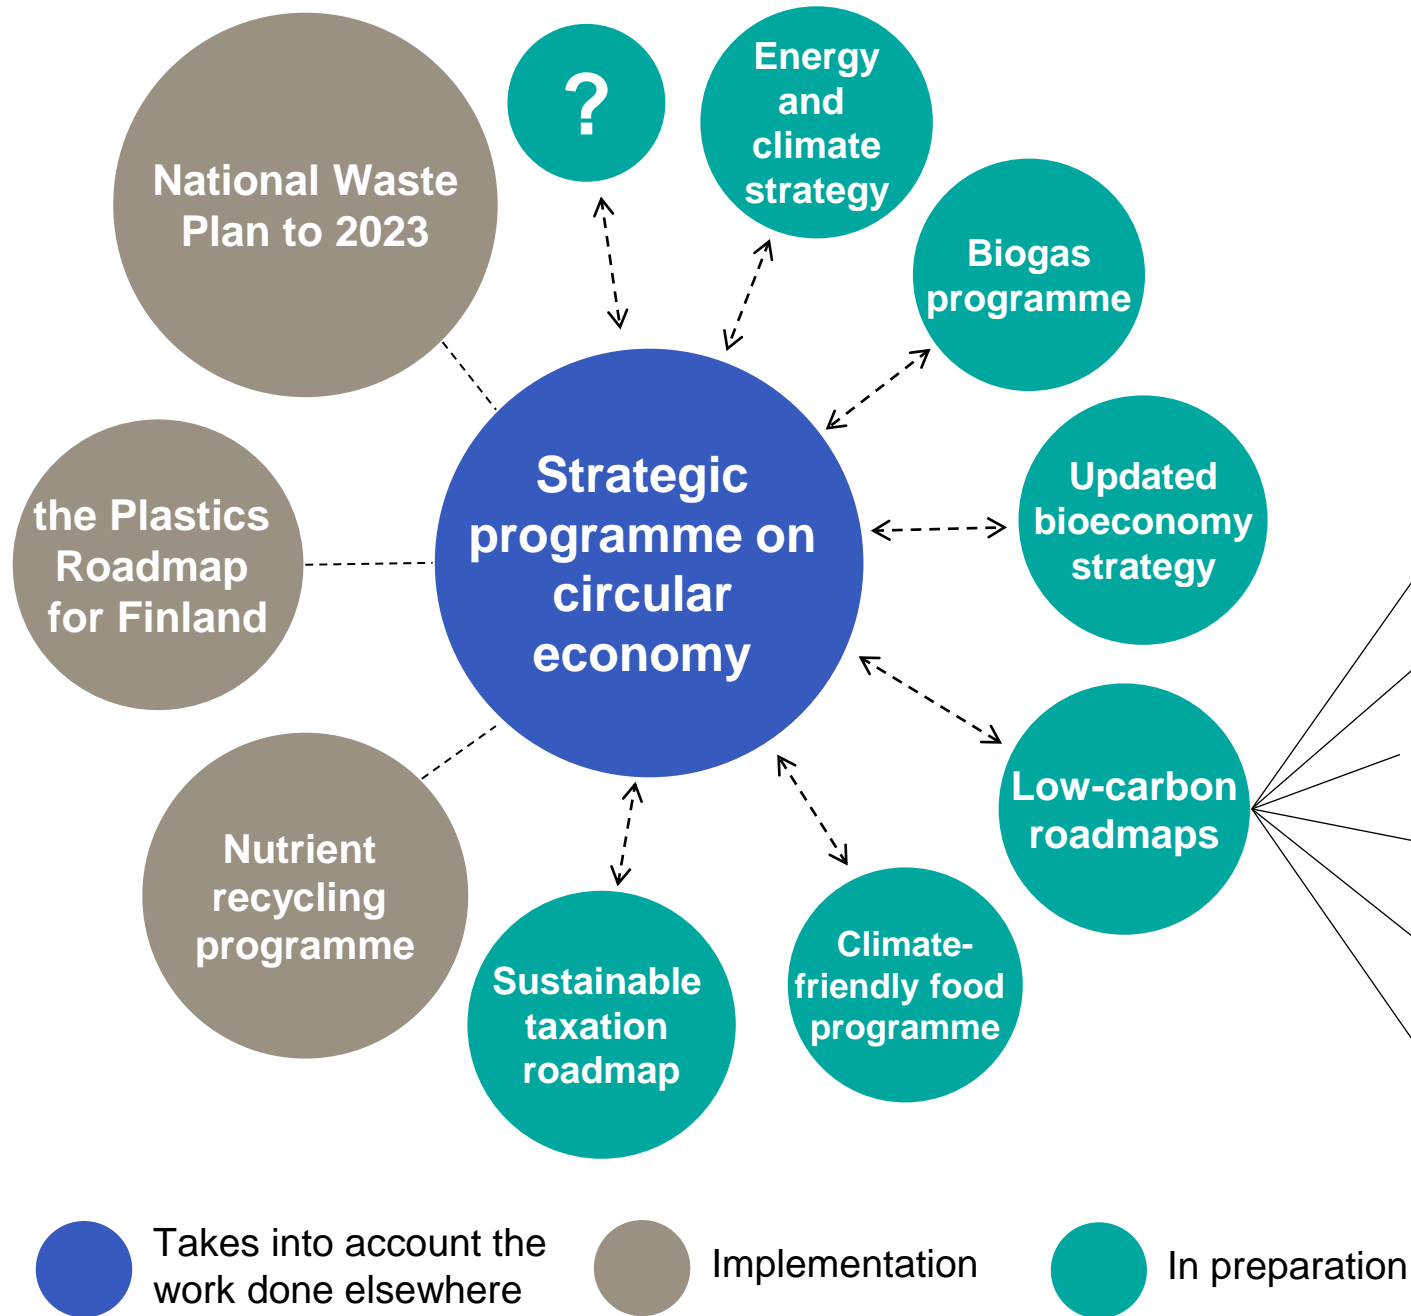 National Waste
Plan to 2023
?
Energy
and
climate
strategy
Biogas
programme
Updated
bioeconomy
strategy
Strategic
programme on
circular
economy
the Plastics
Roadmap
for Finland
Low-carbon
roadmaps
Nutrient
recycling
programme
Climate-
friendly food
programme
Sustainable
taxation
roadmap
Takes into account the
work done elsewhere
Implementation
In preparation